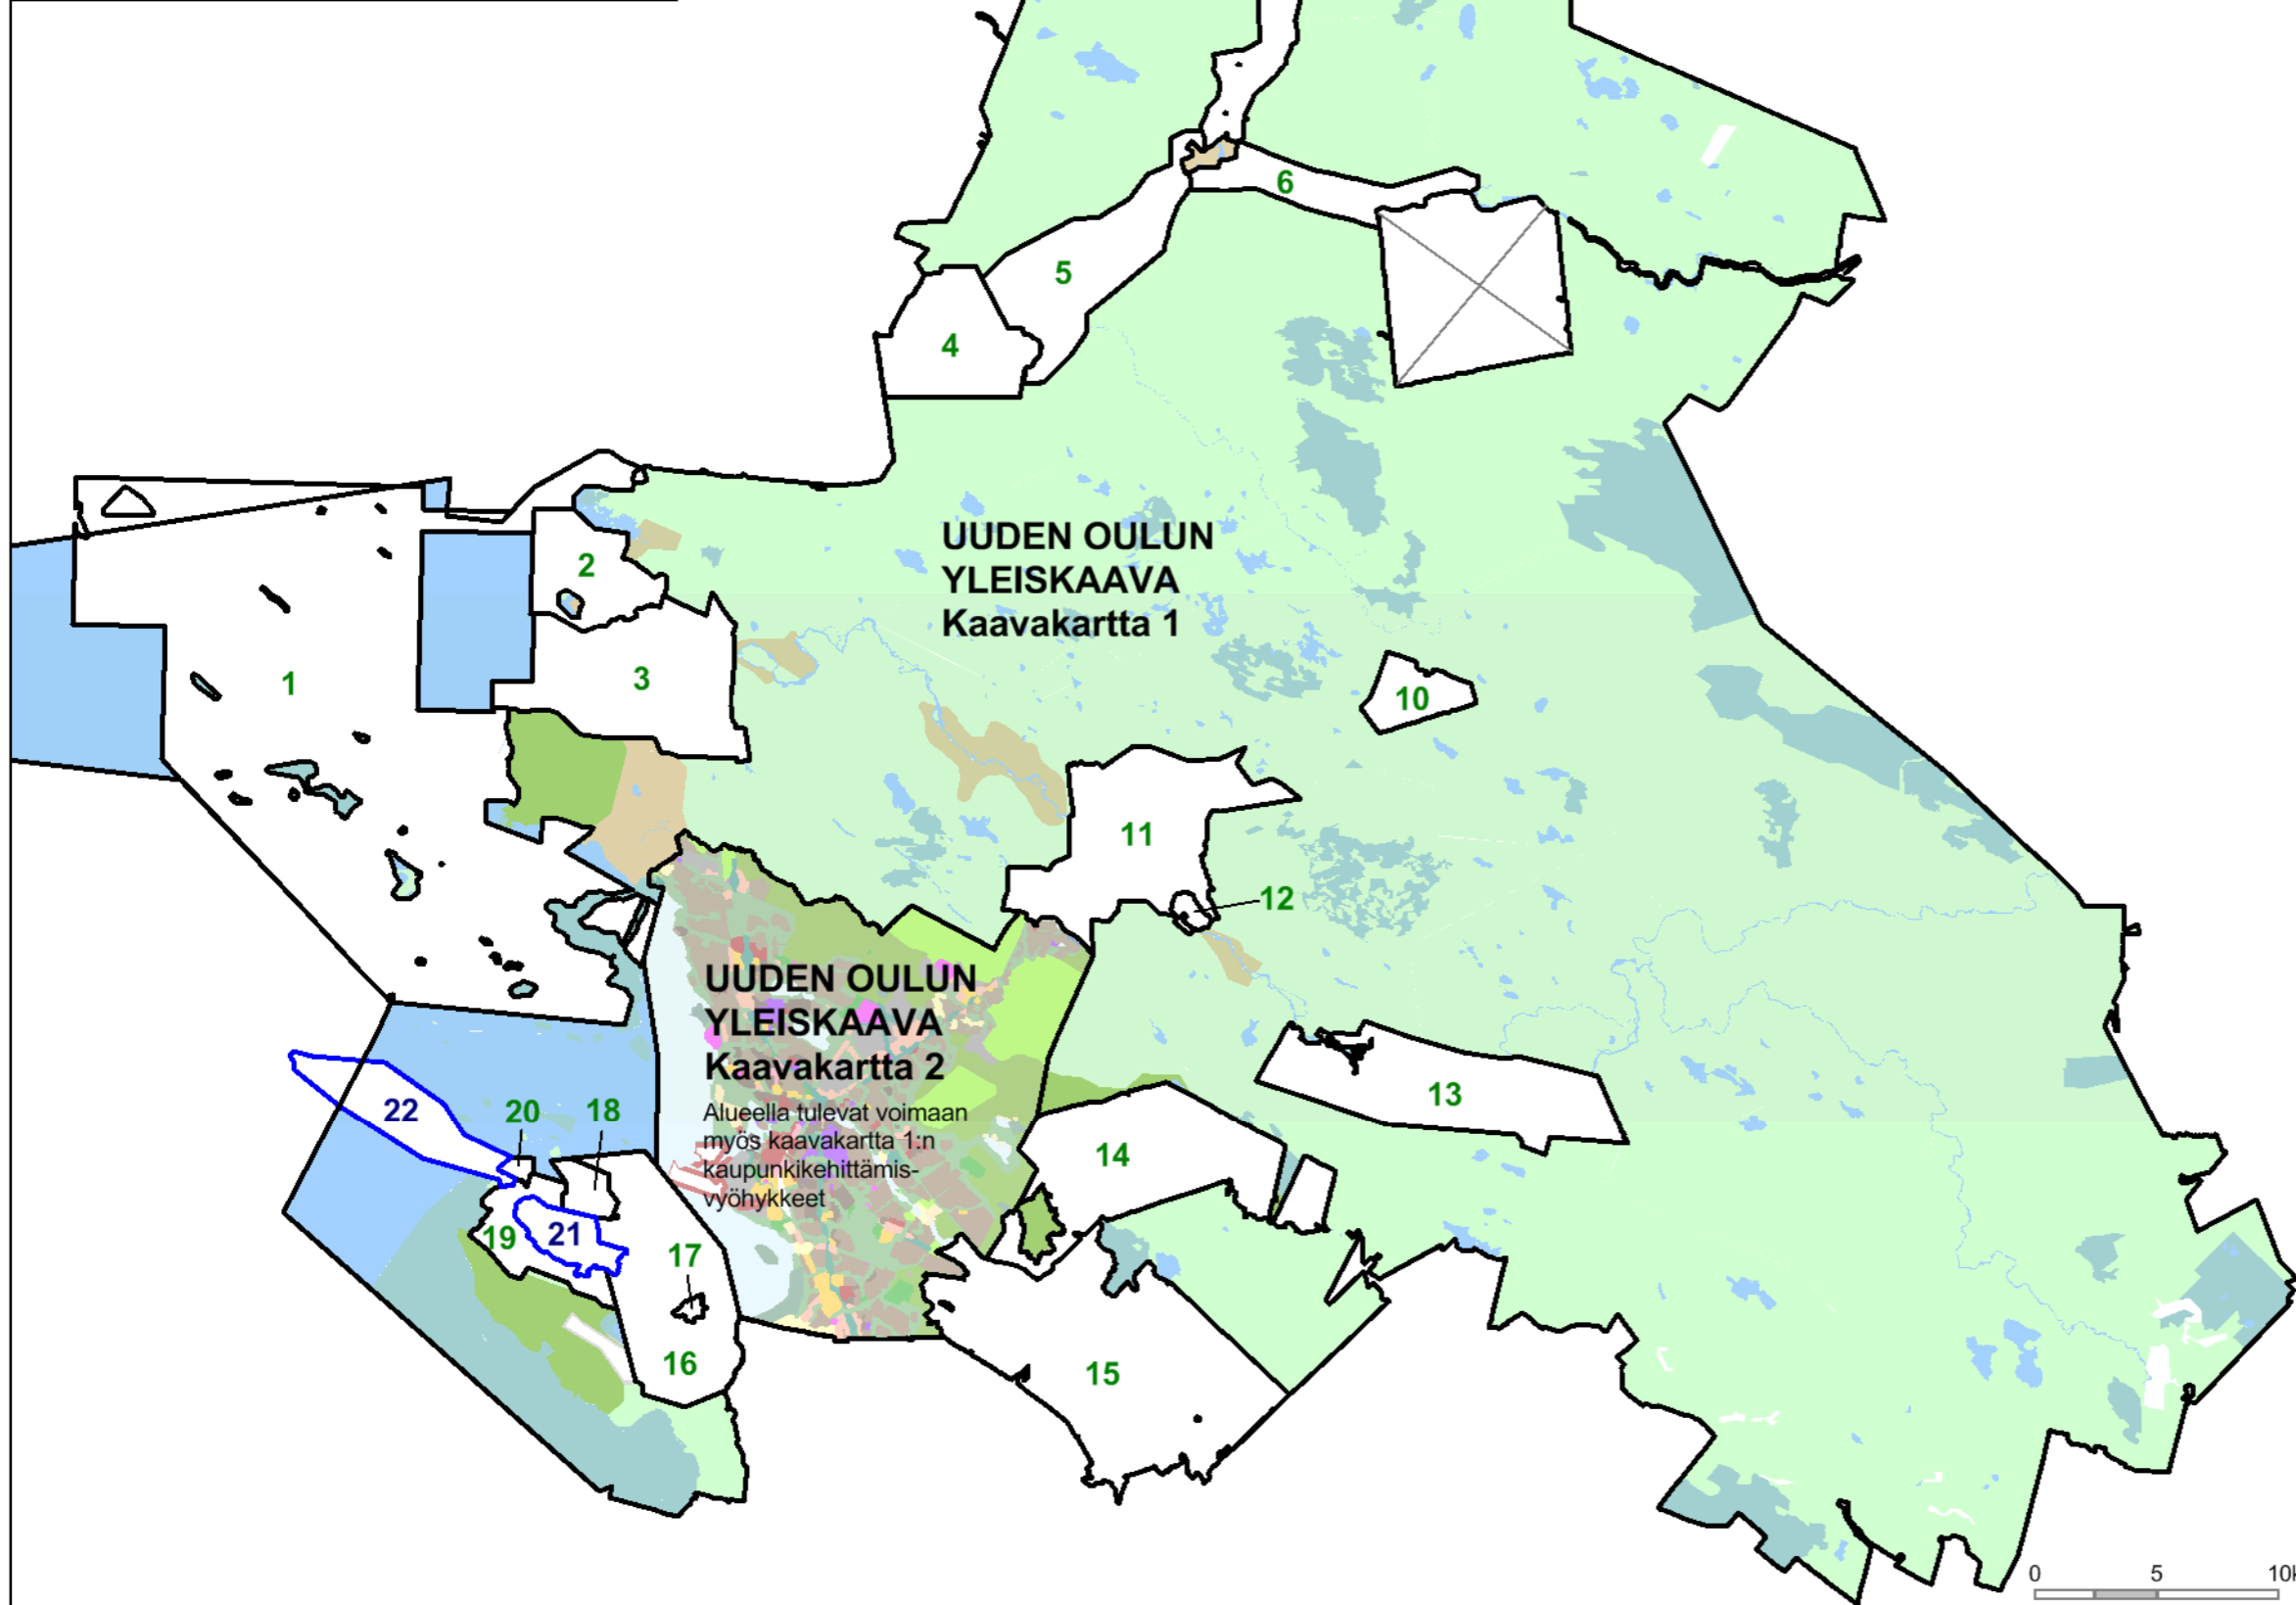 6
5
4
UUDEN OULUN
YLEISKAAVA
Kaavakartta 1
2
3
1
10
11
12
UUDEN OULUN
YLEISKAAVA
Kaavakartta 2
Alueella tulevat voimaan
myös kaavakartta 1:n
kaupunkikehittämis-
vyöhykkeet
13
22
20
18
14
19
21
17
16
15
0 5 10k